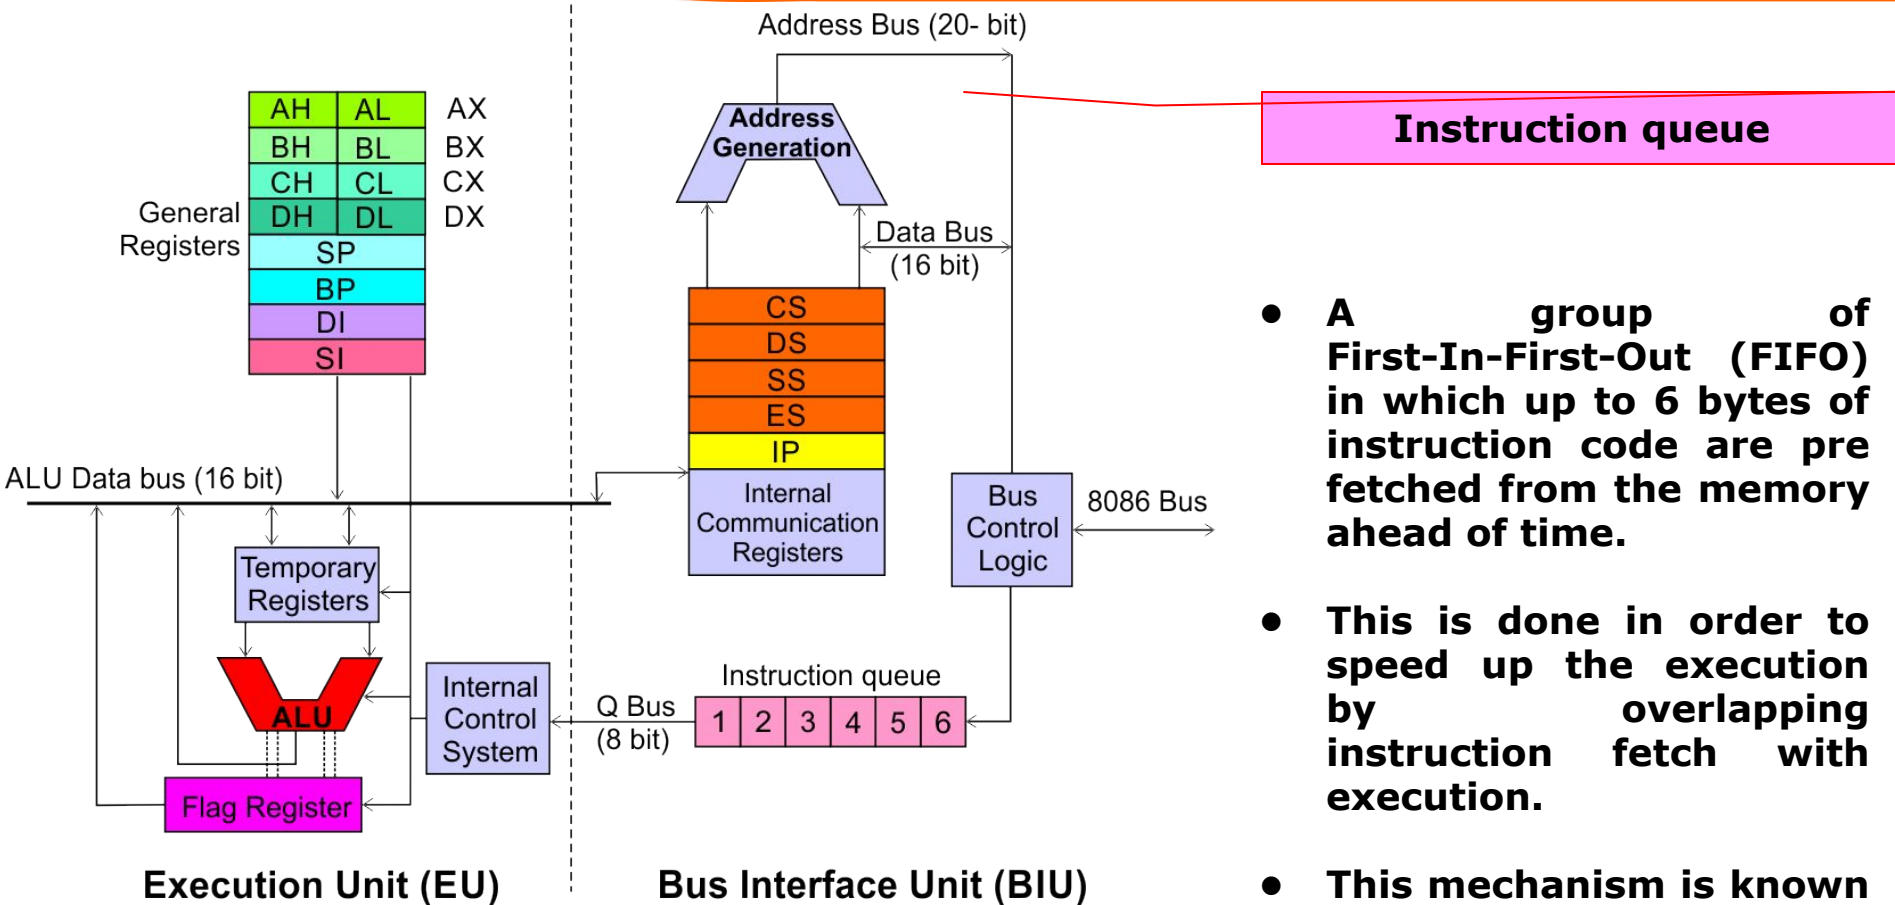 Address Bus (20- bit)
AH AL AX
BH BL BX
CH CL CX
DH DL DX
General
Registers
SP
BP
DI
SI
ALU Data bus (16 bit)
Temporary
Registers
ALU
Flag Register
Internal
Control
System
Execution Unit (EU)
Address
Generation
Data Bus
(16 bit)
CS
DS
SS
ES
IP
Internal
Communication
Registers
Bus
Control
Logic
8086 Bus
Instruction queue
1 2 3 4 5 6
Q Bus
(8 bit)
Bus Interface Unit (BIU)
Instruction queue
● A group of
First-In-First-Out (FIFO)
in which up to 6 bytes of
instruction code are pre
fetched from the memory
ahead of time.
● This is done in order to
speed up the execution
by overlapping
instruction fetch with
execution.
● This mechanism is known